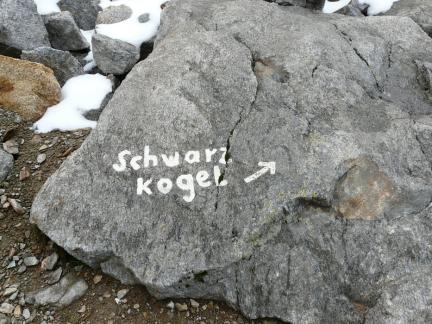 Schwarz
Kogel →